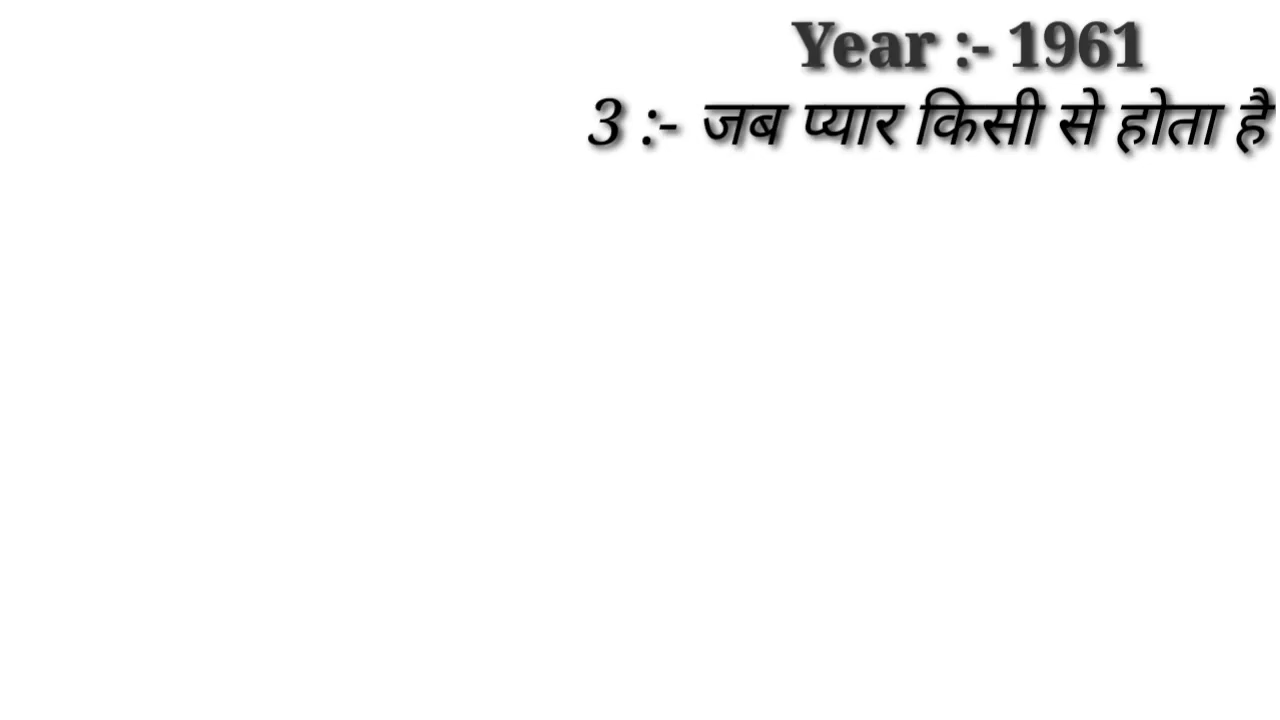 Year :- 1961
3 :- जब प्यार किसी से होता है